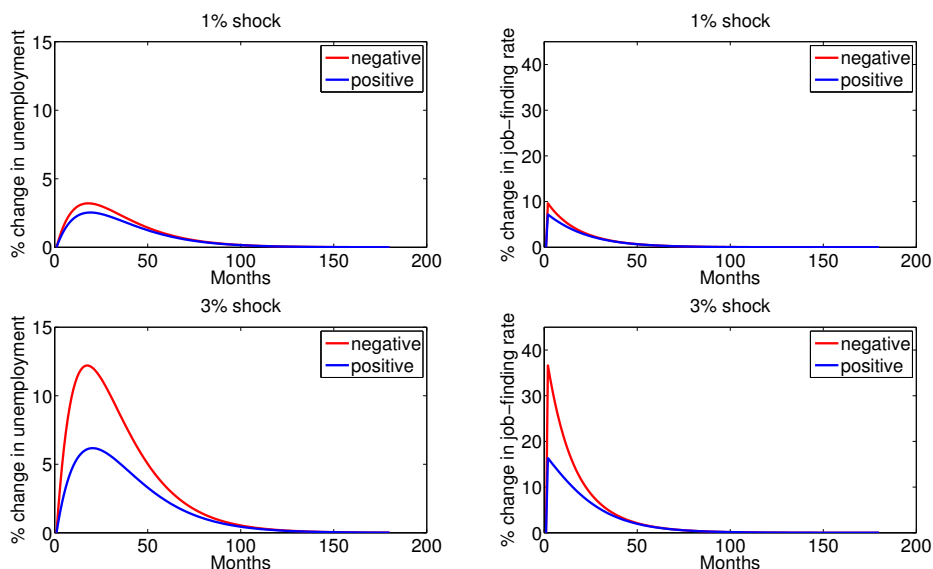 1% shock
% change in unemployment
15
10
5
0
0 50 100 150 200
Months
negative
positive
1% shock
% change in job−finding rate
40
30
20
10
0
0 50 100 150 200
Months
negative
positive
3% shock
% change in unemployment
15
10
5
0
0 50 100 150 200
Months
negative
positive
3% shock
% change in job−finding rate
40
30
20
10
0
0 50 100 150 200
Months
negative
positive